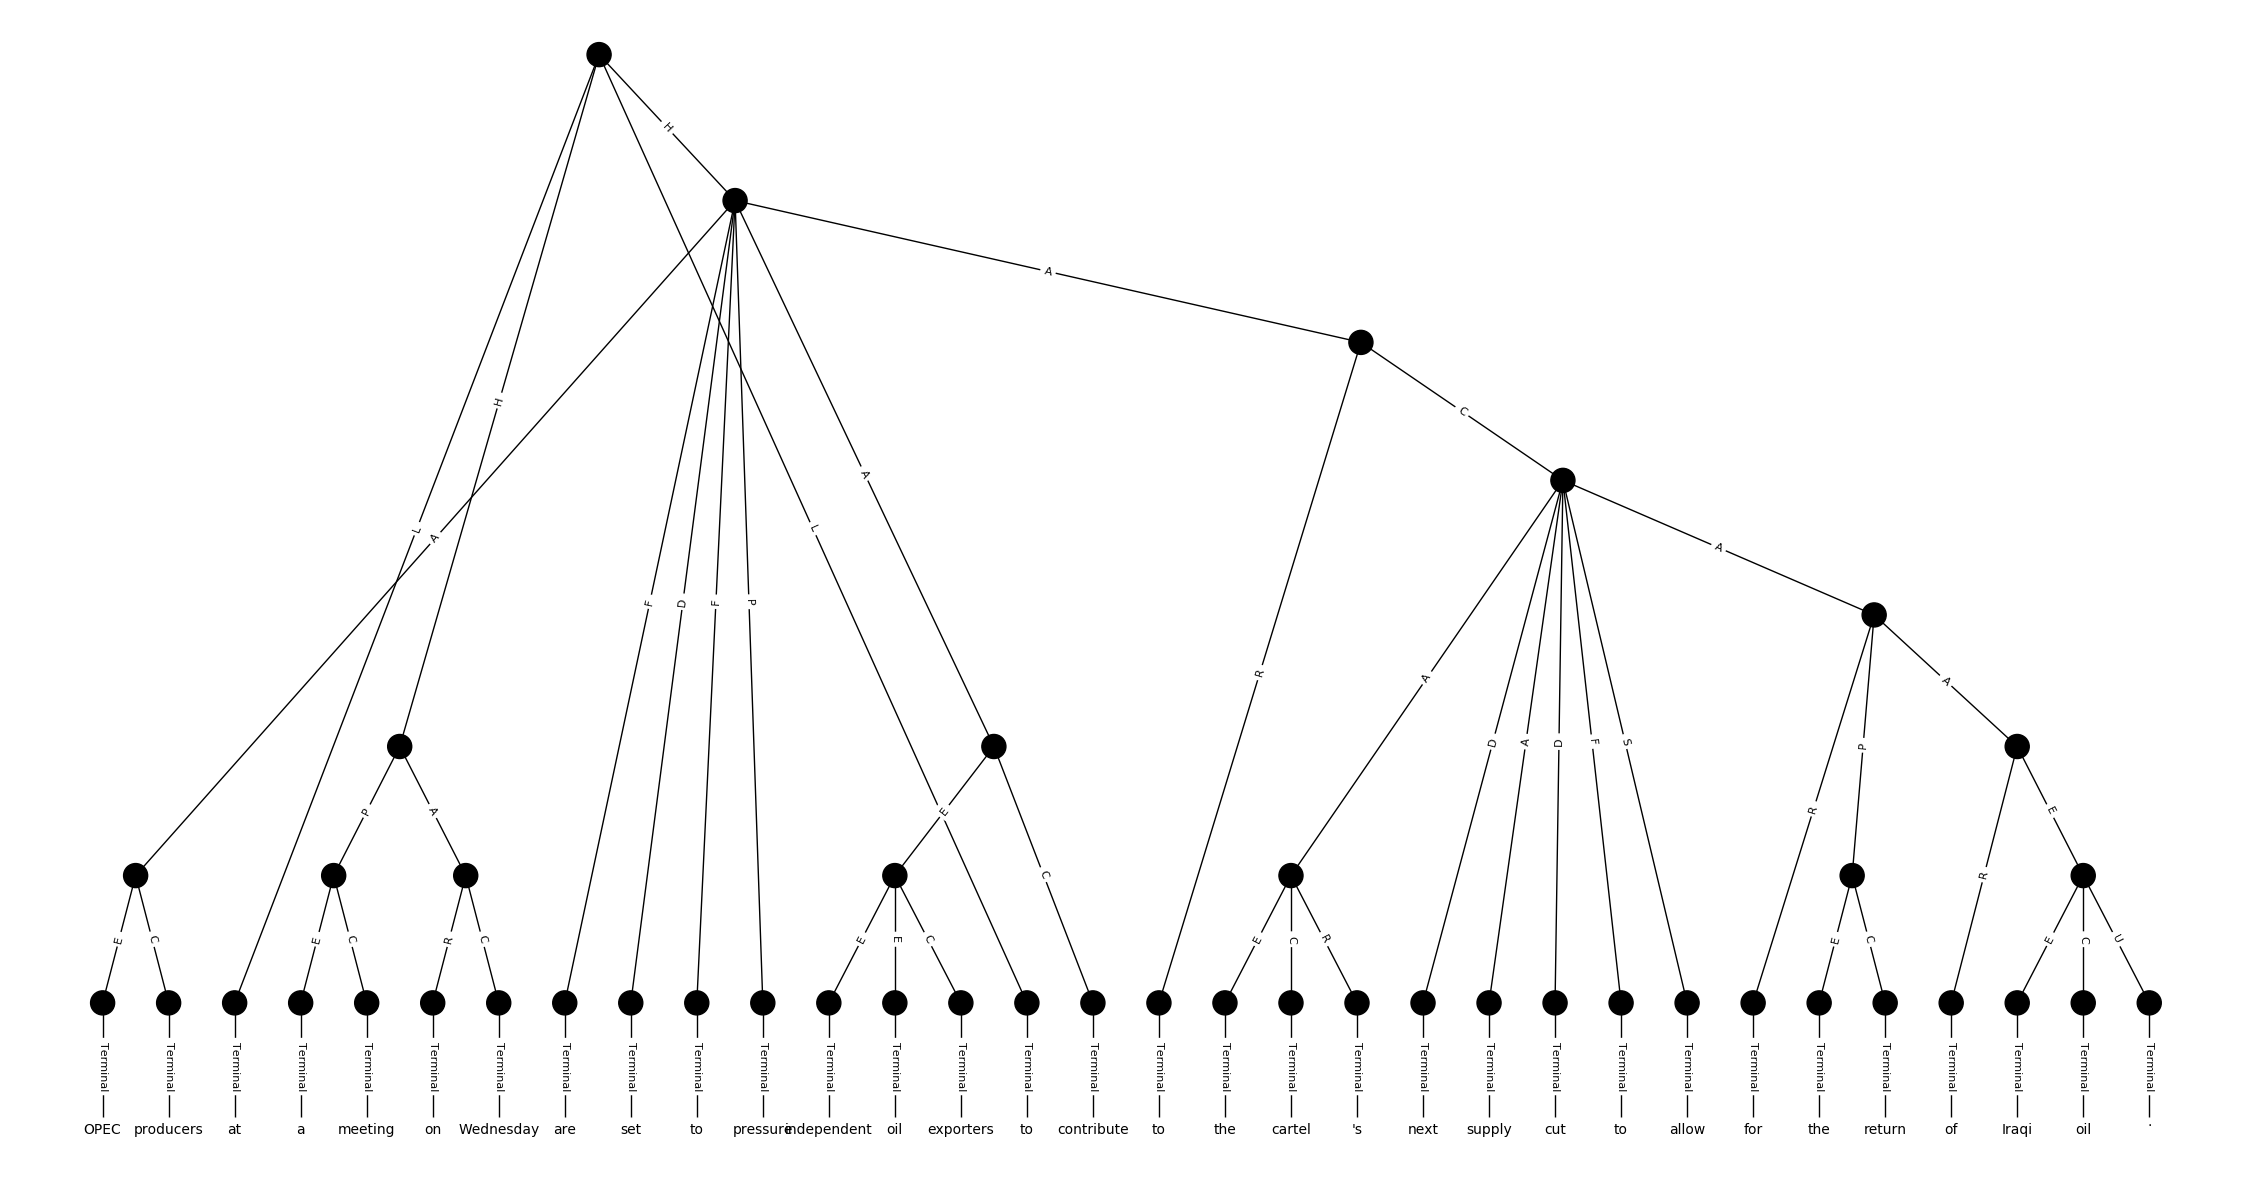 H
A
C
H
A
L
A
A
L
F
D
F
P
A
R
A
D
A
D
F
S
R
P
A
P
A
E
C
R
E
E
C
E
C
R
C
E
E
C
E
C
R
E
C
R
E
C
U
Terminal Terminal Terminal Terminal Terminal Terminal Terminal Terminal Terminal Terminal Terminal Terminal Terminal Terminal Terminal Terminal Terminal Terminal Terminal Terminal Terminal Terminal Terminal Terminal Terminal Terminal Terminal Terminal Terminal Terminal Terminal Terminal
OPEC producers at a meeting on Wednesday are set to pressure independent oil exporters to contribute to the cartel 's next supply cut to allow for the return of Iraqi oil .